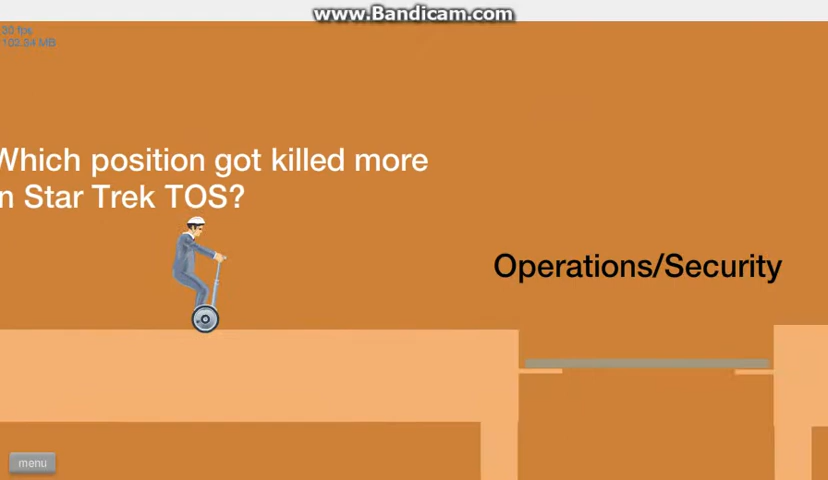 www.Bandicam.com
30 fps
102.94 MB
Which position got killed more
n Star Trek TOS?
Operations/Security
menu